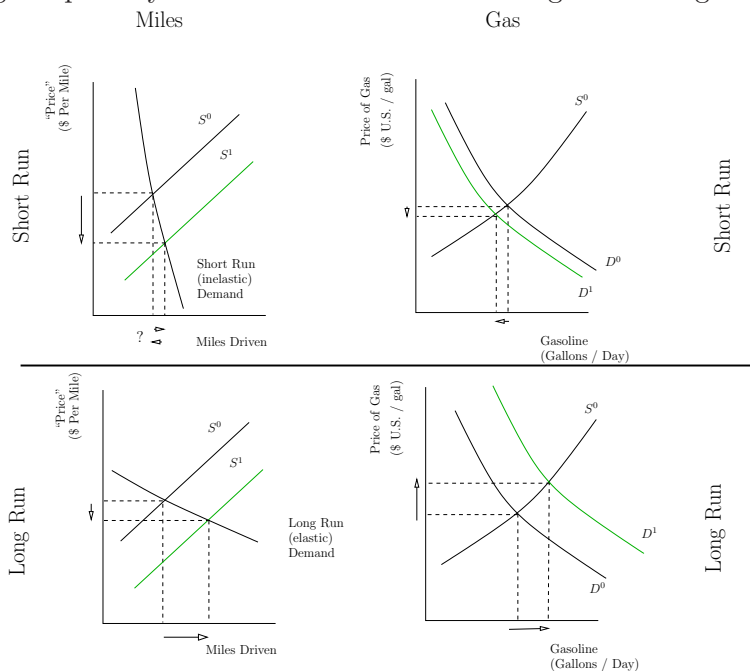 Miles
Gas
"Price"
($ Per Mile)
S⁰
S¹
Short Run
(inelastic)
Demand
?
Miles Driven
Short Run
Price of Gas
($ U.S. / gal)
S⁰
D⁰
D¹
Gasoline
(Gallons / Day)
Short Run
"Price"
($ Per Mile)
S⁰
S¹
Long Run
(elastic)
Demand
Miles Driven
Long Run
Price of Gas
($ U.S. / gal)
S⁰
D¹
D⁰
Gasoline
(Gallons / Day)
Long Run